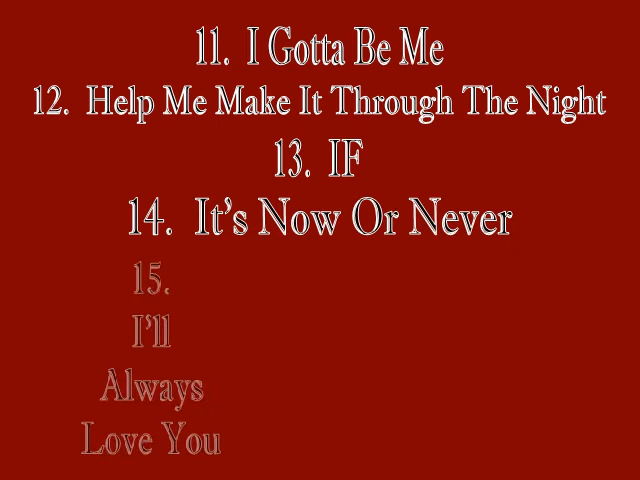 11. I Gotta Be Me
12. Help Me Make It Through The Night
13. IF
14. It's Now Or Never
15.
I'll
Always
Love You